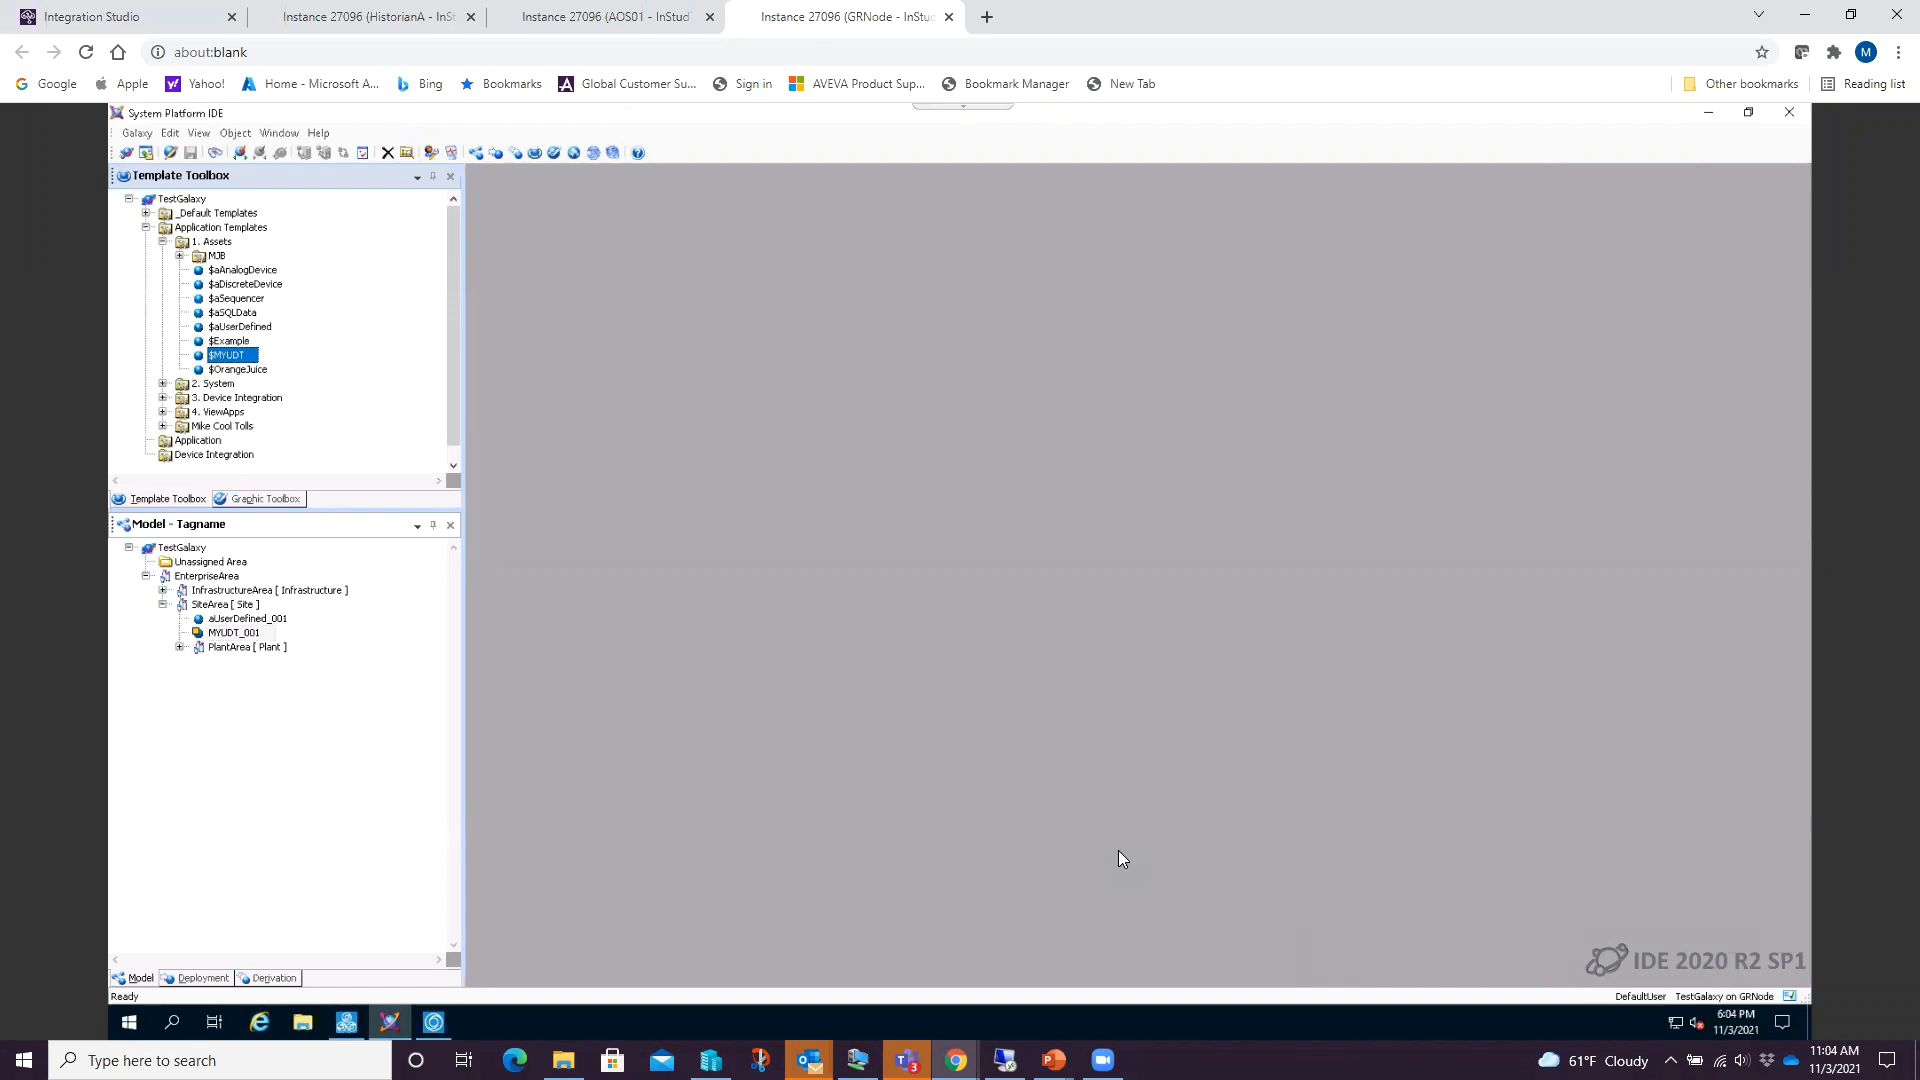 Integration Studio
Instance 27096 (HistorianA - InSt
Instance 27096 (AOS01 - InStud
Instance 27096 (GRNode - InStuc
about:blank
M
Google
Apple
Yahoo!
Home - Microsoft A...
Bing
Bookmarks
Global Customer Su...
Sign in
AVEVA Product Sup...
Bookmark Manager
New Tab
Other bookmarks
Reading list
System Platform IDE
Galaxy Edit View Object Window Help
Template Toolbox
TestGalaxy
_Default Templates
Application Templates
1. Assets
MJB
$aAnalogDevice
$aDiscreteDevice
$aSequencer
$aSQLData
$aUserDefined
$Example
$MYUDT
$OrangeJuice
2. System
3. Device Integration
4. ViewApps
Mike Cool Tolls
Application
Device Integration
Template Toolbox
Graphic Toolbox
Model - Tagname
TestGalaxy
Unassigned Area
EnterpriseArea
InfrastructureArea [ Infrastructure ]
SiteArea [ Site ]
aUserDefined_001
MYUDT_001
PlantArea [ Plant ]
IDE 2020 R2 SP1
Model
Deployment
Derivation
Ready
DefaultUser
TestGalaxy on GRNode
6:04 PM
11/3/2021
Type here to search
3
61°F Cloudy
11:04 AM
11/3/2021